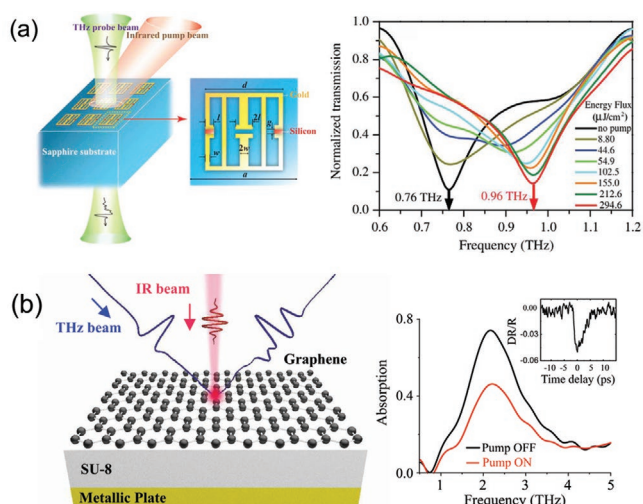 (a)
THz probe beam
Infrared pump beam
Sapphire substrate
d
Gold
l
2l
g
Silicon
w
2w
a
Normalized transmission
1.0
0.8
0.6
0.4
0.2
0.0
Energy Flux
(μJ/cm²)
no pump
8.80
44.6
54.9
102.5
155.0
212.6
294.6
0.76 THz
0.96 THz
0.6 0.7 0.8 0.9 1.0 1.1 1.2
Frequency (THz)
(b)
IR beam
THz beam
Graphene
SU-8
Metallic Plate
Absorption
0.8
0.4
0.0
DR/R
0.00
-0.03
-0.06
-10 -5 0 5 10
Time delay (ps)
Pump OFF
Pump ON
1 2 3 4 5
Frequency (THz)